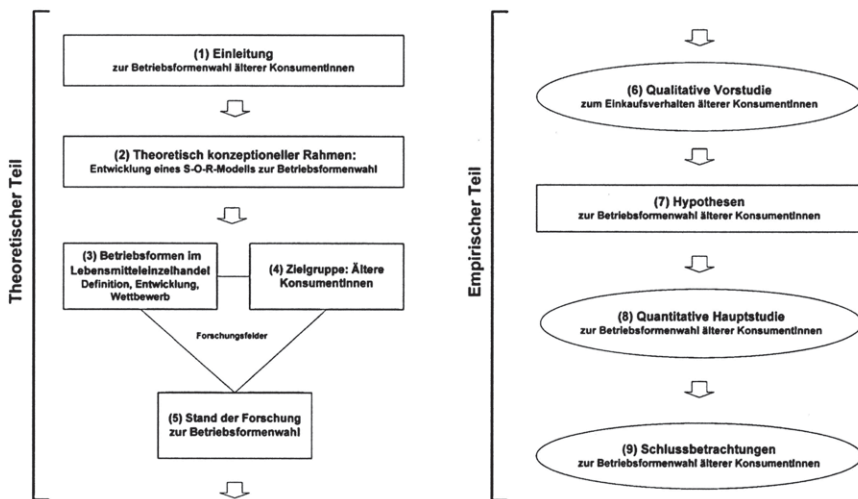 Theoretischer Teil
(1) Einleitung
zur Betriebsformenwahl älterer KonsumentInnen
(2) Theoretisch konzeptioneller Rahmen:
Entwicklung eines S-O-R-Modells zur Betriebsformenwahl
(3) Betriebsformen im
Lebensmitteleinzelhandel
Definition, Entwicklung,
Wettbewerb
(4) Zielgruppe: Ältere
KonsumentInnen
Forschungsfelder
(5) Stand der Forschung
zur Betriebsformenwahl
Empirischer Teil
(6) Qualitative Vorstudie
zum Einkaufsverhalten älterer KonsumentInnen
(7) Hypothesen
zur Betriebsformenwahl älterer KonsumentInnen
(8) Quantitative Hauptstudie
zur Betriebsformenwahl älterer KonsumentInnen
(9) Schlussbetrachtungen
zur Betriebsformenwahl älterer KonsumentInnen